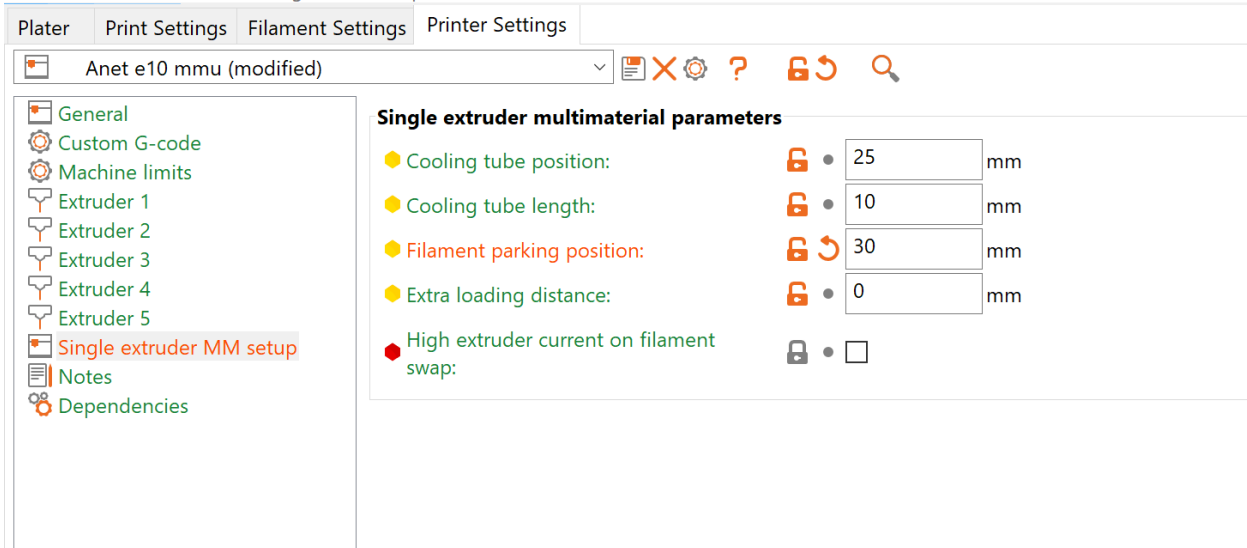 Plater Print Settings Filament Settings Printer Settings
Anet e10 mmu (modified)
General
Custom G-code
Machine limits
Extruder 1
Extruder 2
Extruder 3
Extruder 4
Extruder 5
Single extruder MM setup
Notes
Dependencies
Single extruder multimaterial parameters
Cooling tube position: 25 mm
Cooling tube length: 10 mm
Filament parking position: 30 mm
Extra loading distance: 0 mm
High extruder current on filament
swap: